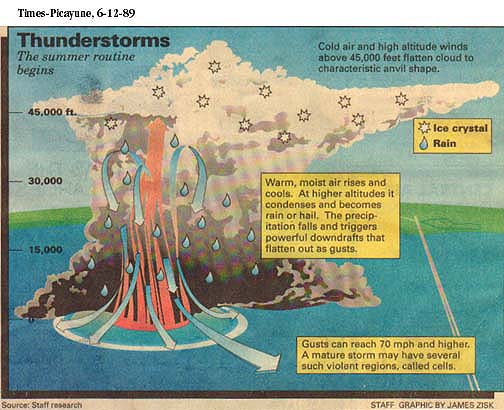 Times-Picayune, 6-12-89
Thunderstorms
The summer routine
begins
Cold air and high altitude winds
above 45,000 feet flatten cloud to
characteristic anvil shape.
45,000 ft.
Ice crystal
Rain
30,000
Warm, moist air rises and
cools. At higher altitudes it
condenses and becomes
rain or hail. The precip-
itation falls and triggers
powerful downdrafts that
flatten out as gusts.
15,000
0
Gusts can reach 70 mph and higher.
A mature storm may have several
such violent regions, called cells.
Source: Staff research
STAFF GRAPHIC BY JAMES ZISK